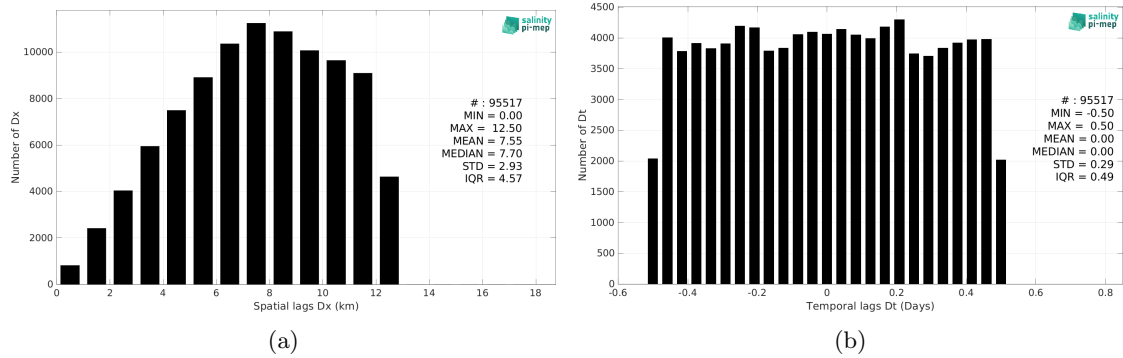 salinity
pi-mep
# : 95517
MIN = 0.00
MAX = 12.50
MEAN = 7.55
MEDIAN = 7.70
STD = 2.93
IQR = 4.57
Number of Dx
10000
8000
6000
4000
2000
0
0 2 4 6 8 10 12 14 16 18
Spatial lags Dx (km)
(a)
salinity
pi-mep
# : 95517
MIN = -0.50
MAX = 0.50
MEAN = 0.00
MEDIAN = 0.00
STD = 0.29
IQR = 0.49
Number of Dt
4500
4000
3500
3000
2500
2000
1500
1000
500
0
-0.6 -0.4 -0.2 0 0.2 0.4 0.6 0.8
Temporal lags Dt (Days)
(b)